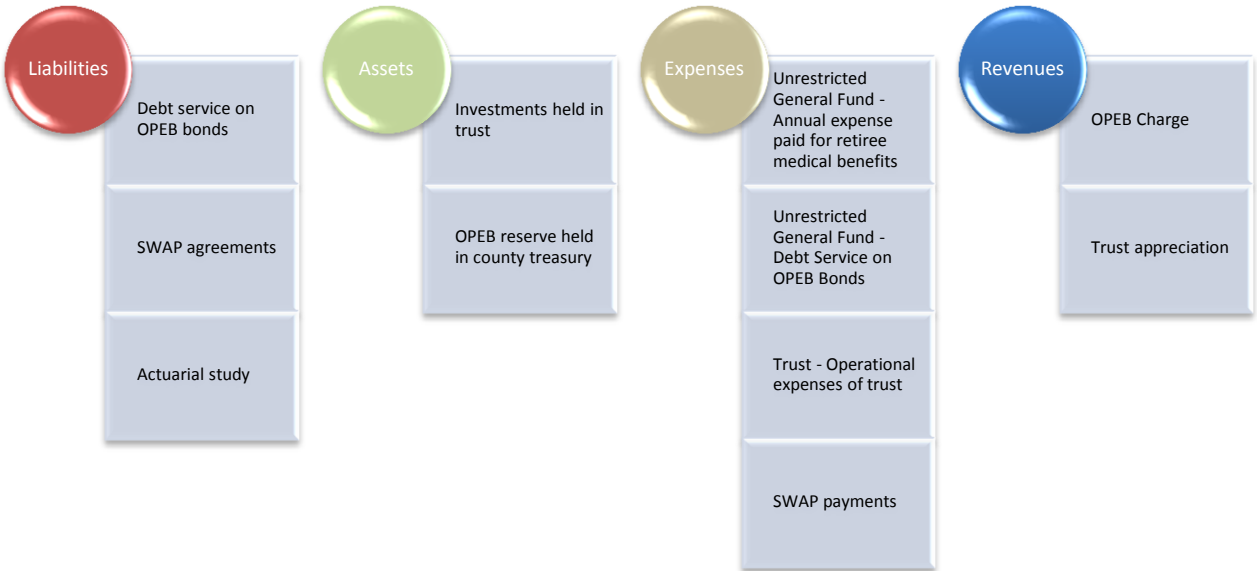 Liabilities
Debt service on
OPEB bonds
SWAP agreements
Actuarial study
Assets
Investments held in
trust
OPEB reserve held
in county treasury
Expenses
Unrestricted
General Fund -
Annual expense
paid for retiree
medical benefits
Unrestricted
General Fund -
Debt Service on
OPEB Bonds
Trust - Operational
expenses of trust
SWAP payments
Revenues
OPEB Charge
Trust appreciation